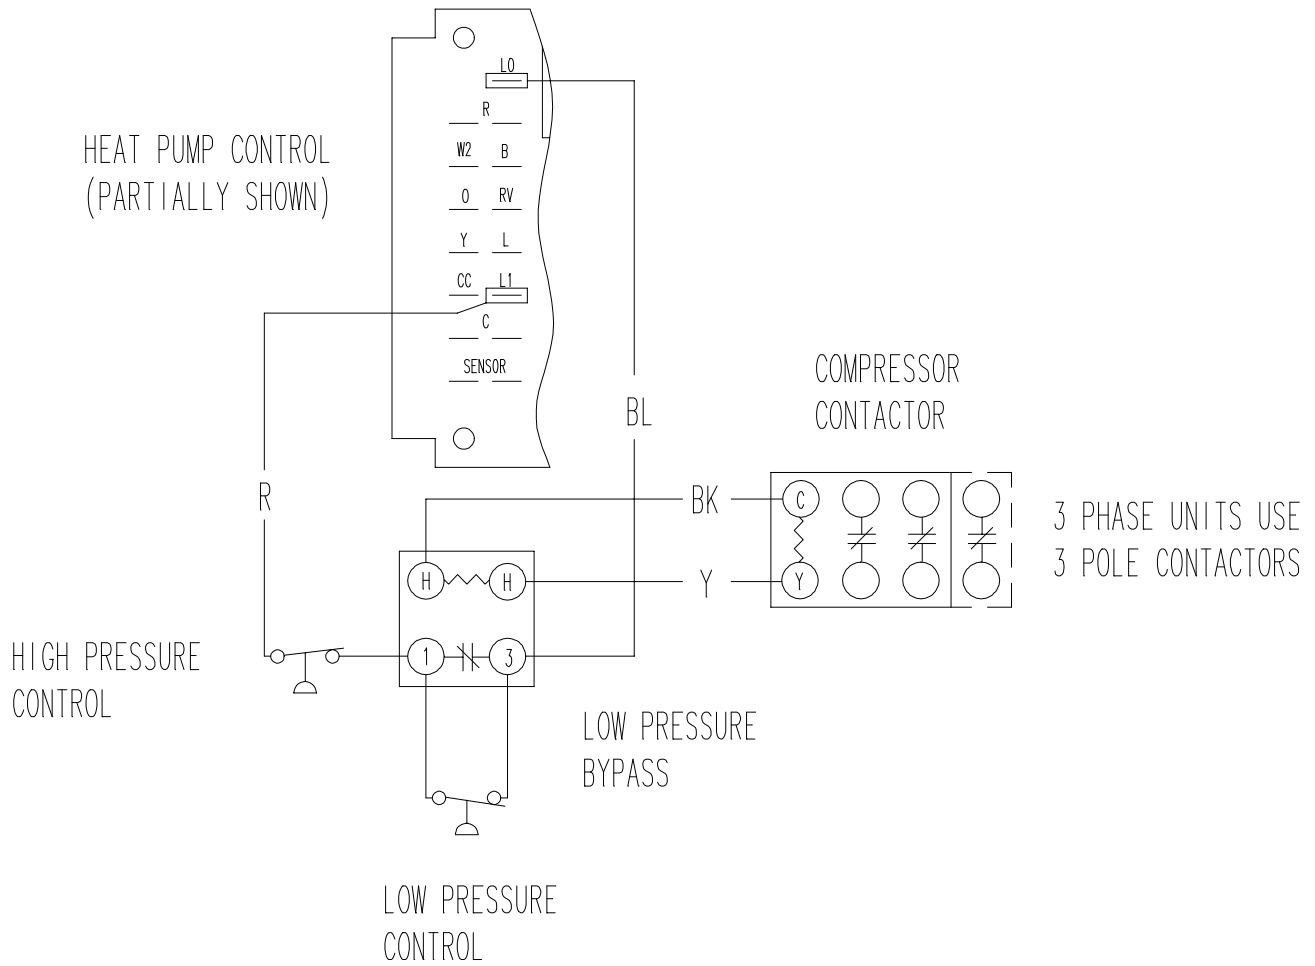 LO
R
HEAT PUMP CONTROL
(PARTIALLY SHOWN)
W2 B
O RV
Y L
CC L1
C
SENSOR
COMPRESSOR
CONTACTOR
BL
R
BK
C
3 PHASE UNITS USE
3 POLE CONTACTORS
H H
Y
Y
HIGH PRESSURE
CONTROL
1 3
LOW PRESSURE
BYPASS
LOW PRESSURE
CONTROL